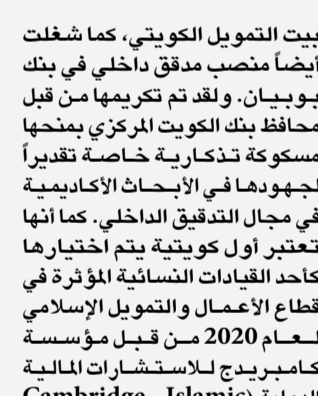 بيت التمويل الكويتي، كما شغلت
أيضاً منصب مدقق داخلي في بنك
بوبيان. ولقد تم تكريمها من قبل
محافظ بنك الكويت المركزي بمنحها
مسكوكة تذكارية خاصة تقديراً
لجهودها في الأبحاث الأكاديمية
في مجال التدقيق الداخلي. كما أنها
تعتبر أول كويتية يتم اختيارها
كأحد القيادات النسائية المؤثرة في
قطاع الأعمال والتمويل الإسلامي
لعام 2020 من قبل مؤسسة
كامبريدج للاستشارات المالية
(Cambridge Islamic